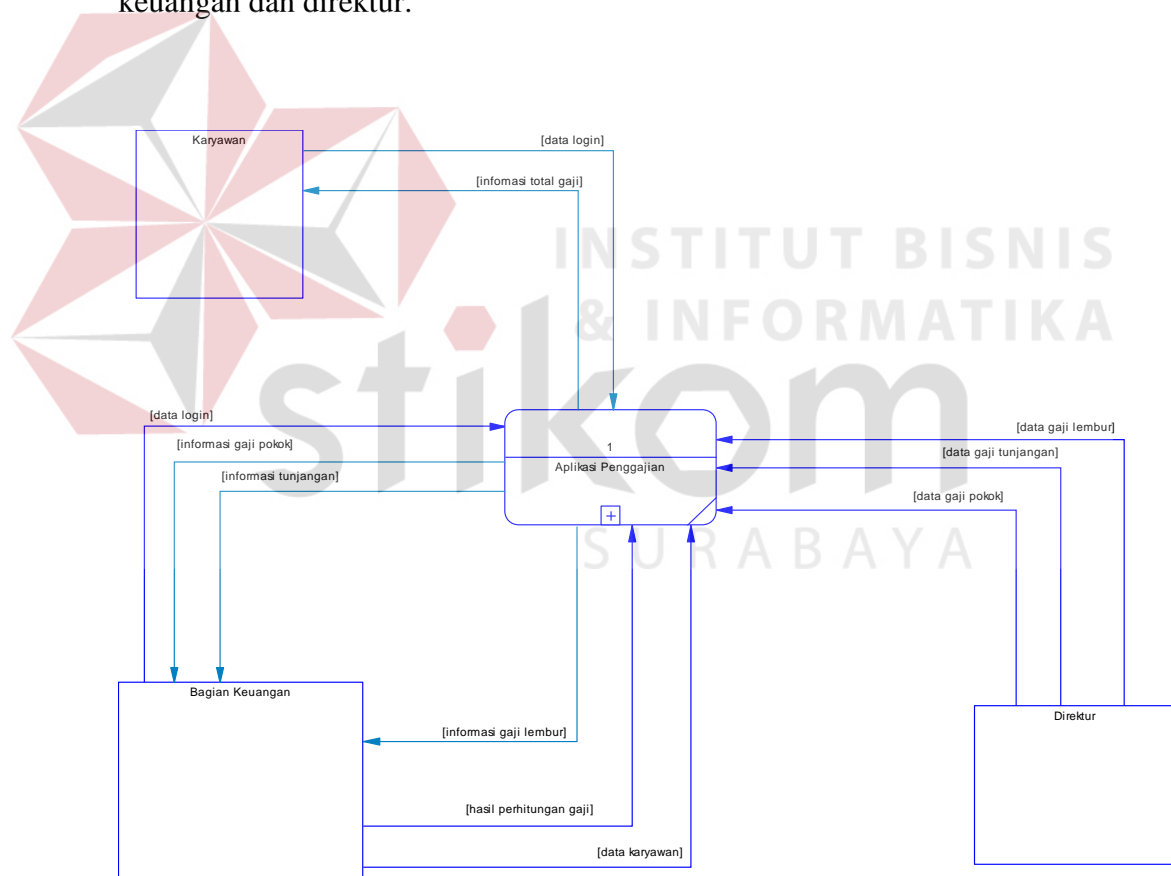 keuangan dan direktur.
Karyawan
[data login]
[infomasi total gaji]
INSTITUT BISNIS
& INFORMATIKA
stikom
SURABAYA
[data login]
[informasi gaji pokok]
[informasi tunjangan]
1
Aplikasi Penggajian
[data gaji lembur]
[data gaji tunjangan]
[data gaji pokok]
Bagian Keuangan
Direktur
[informasi gaji lembur]
[hasil perhitungan gaji]
[data karyawan]